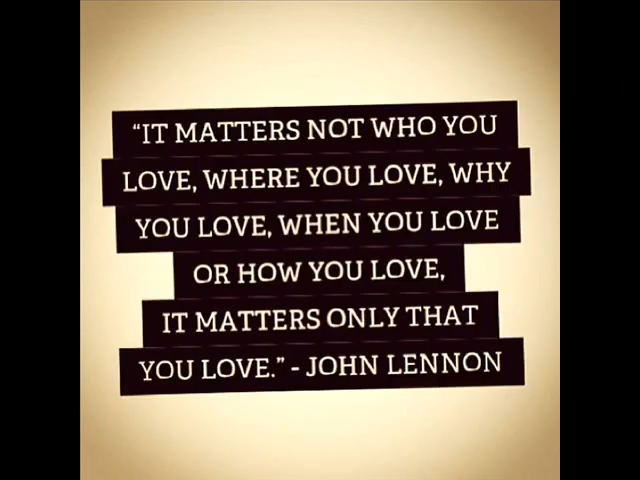 “IT MATTERS NOT WHO YOU
LOVE, WHERE YOU LOVE, WHY
YOU LOVE, WHEN YOU LOVE
OR HOW YOU LOVE,
IT MATTERS ONLY THAT
YOU LOVE.” - JOHN LENNON